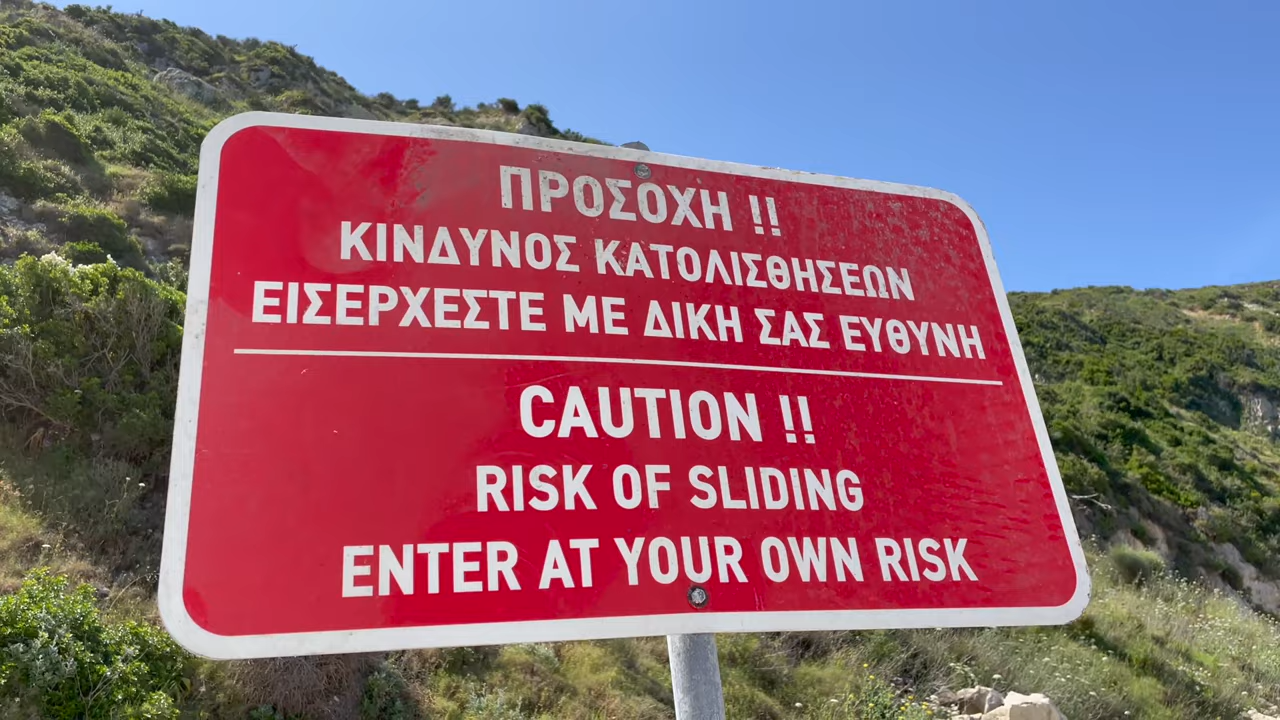 ΠΡΟΣΟΧΗ !!
ΚΙΝΔΥΝΟΣ ΚΑΤΟΛΙΣΘΗΣΕΩΝ
ΕΙΣΕΡΧΕΣΤΕ ΜΕ ΔΙΚΗ ΣΑΣ ΕΥΘΥΝΗ
CAUTION !!
RISK OF SLIDING
ENTER AT YOUR OWN RISK